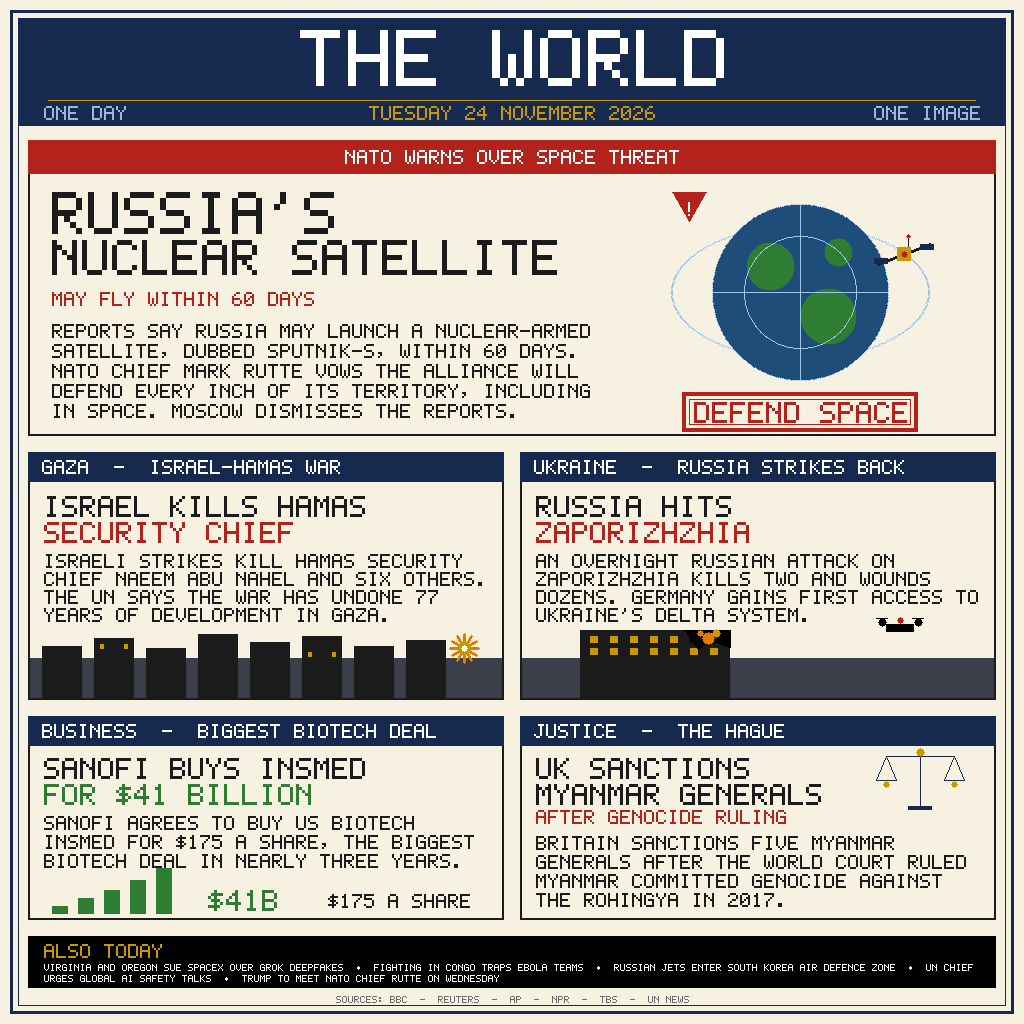 THE WORLD
ONE DAY
TUESDAY 24 NOVEMBER 2026
ONE IMAGE
NATO WARNS OVER SPACE THREAT
RUSSIA'S
NUCLEAR SATELLITE
MAY FLY WITHIN 60 DAYS
REPORTS SAY RUSSIA MAY LAUNCH A NUCLEAR-ARMED
SATELLITE, DUBBED SPUTNIK-S, WITHIN 60 DAYS.
NATO CHIEF MARK RUTTE VOWS THE ALLIANCE WILL
DEFEND EVERY INCH OF ITS TERRITORY, INCLUDING
IN SPACE. MOSCOW DISMISSES THE REPORTS.
!
DEFEND SPACE
GAZA - ISRAEL-HAMAS WAR
ISRAEL KILLS HAMAS
SECURITY CHIEF
ISRAELI STRIKES KILL HAMAS SECURITY
CHIEF NAEEM ABU NAHEL AND SIX OTHERS.
THE UN SAYS THE WAR HAS UNDONE 77
YEARS OF DEVELOPMENT IN GAZA.
UKRAINE - RUSSIA STRIKES BACK
RUSSIA HITS
ZAPORIZHZHIA
AN OVERNIGHT RUSSIAN ATTACK ON
ZAPORIZHZHIA KILLS TWO AND WOUNDS
DOZENS. GERMANY GAINS FIRST ACCESS TO
UKRAINE'S DELTA SYSTEM.
BUSINESS - BIGGEST BIOTECH DEAL
SANOFI BUYS INSMED
FOR $41 BILLION
SANOFI AGREES TO BUY US BIOTECH
INSMED FOR $175 A SHARE, THE BIGGEST
BIOTECH DEAL IN NEARLY THREE YEARS.
$41B
$175 A SHARE
JUSTICE - THE HAGUE
UK SANCTIONS
MYANMAR GENERALS
AFTER GENOCIDE RULING
BRITAIN SANCTIONS FIVE MYANMAR
GENERALS AFTER THE WORLD COURT RULED
MYANMAR COMMITTED GENOCIDE AGAINST
THE ROHINGYA IN 2017.
ALSO TODAY
VIRGINIA AND OREGON SUE SPACEX OVER GROK DEEPFAKES • FIGHTING IN CONGO TRAPS EBOLA TEAMS • RUSSIAN JETS ENTER SOUTH KOREA AIR DEFENCE ZONE • UN CHIEF
URGES GLOBAL AI SAFETY TALKS • TRUMP TO MEET NATO CHIEF RUTTE ON WEDNESDAY
SOURCES: BBC - REUTERS - AP - NPR - TBS - UN NEWS